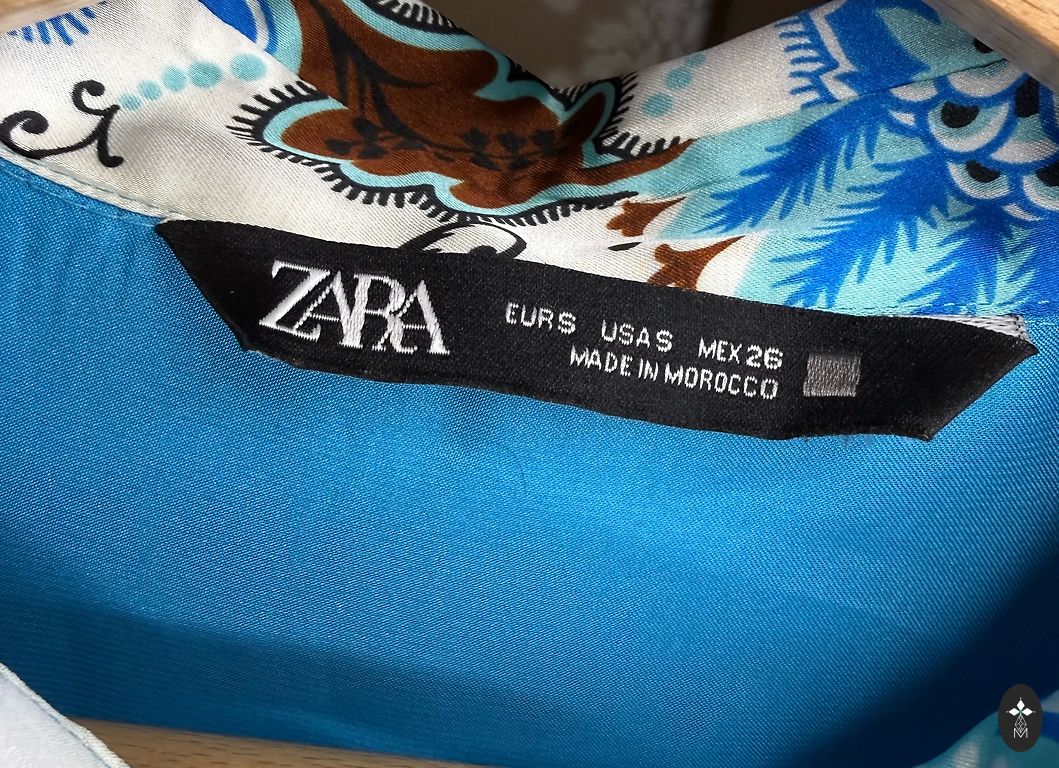 ZARA
EUR S USA S MEX 26
MADE IN MOROCCO
M